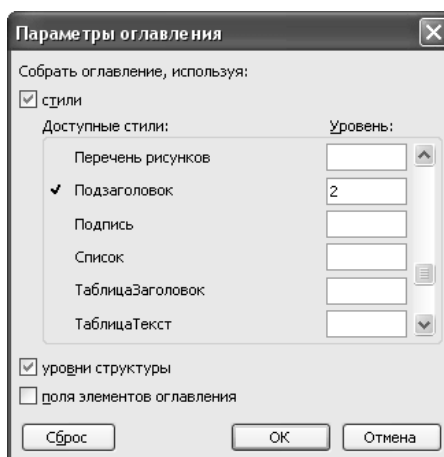 Параметры оглавления
Собрать оглавление, используя:
стили
Доступные стили: Уровень:
Перечень рисунков
Подзаголовок 2
Подпись
Список
ТаблицаЗаголовок
ТаблицаТекст
уровни структуры
поля элементов оглавления
Сброс ОК Отмена